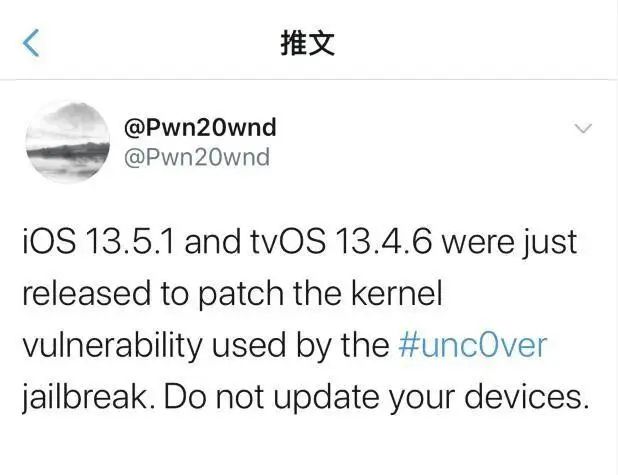 推文
@Pwn20wnd
@Pwn20wnd
iOS 13.5.1 and tvOS 13.4.6 were just
released to patch the kernel
vulnerability used by the #unc0ver
jailbreak. Do not update your devices.